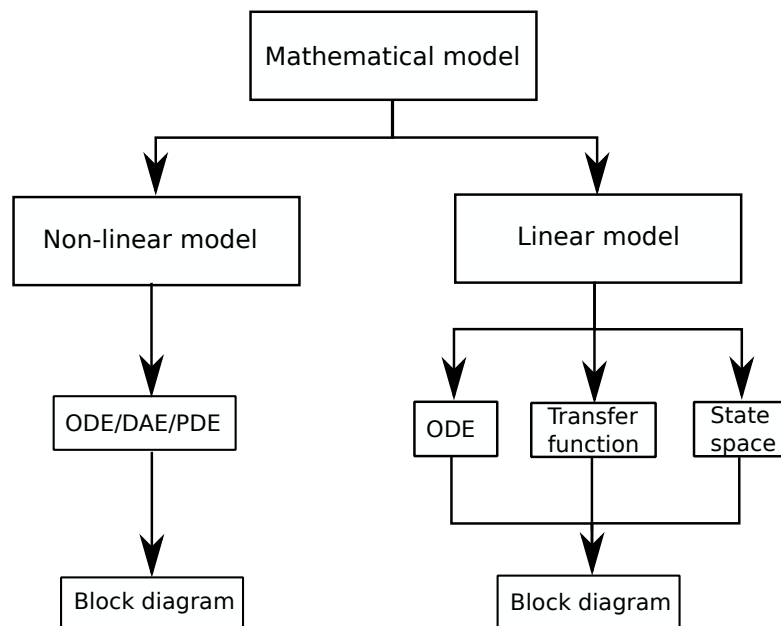 Mathematical model
Non-linear model
Linear model
ODE/DAE/PDE
ODE
Transfer
function
State
space
Block diagram
Block diagram